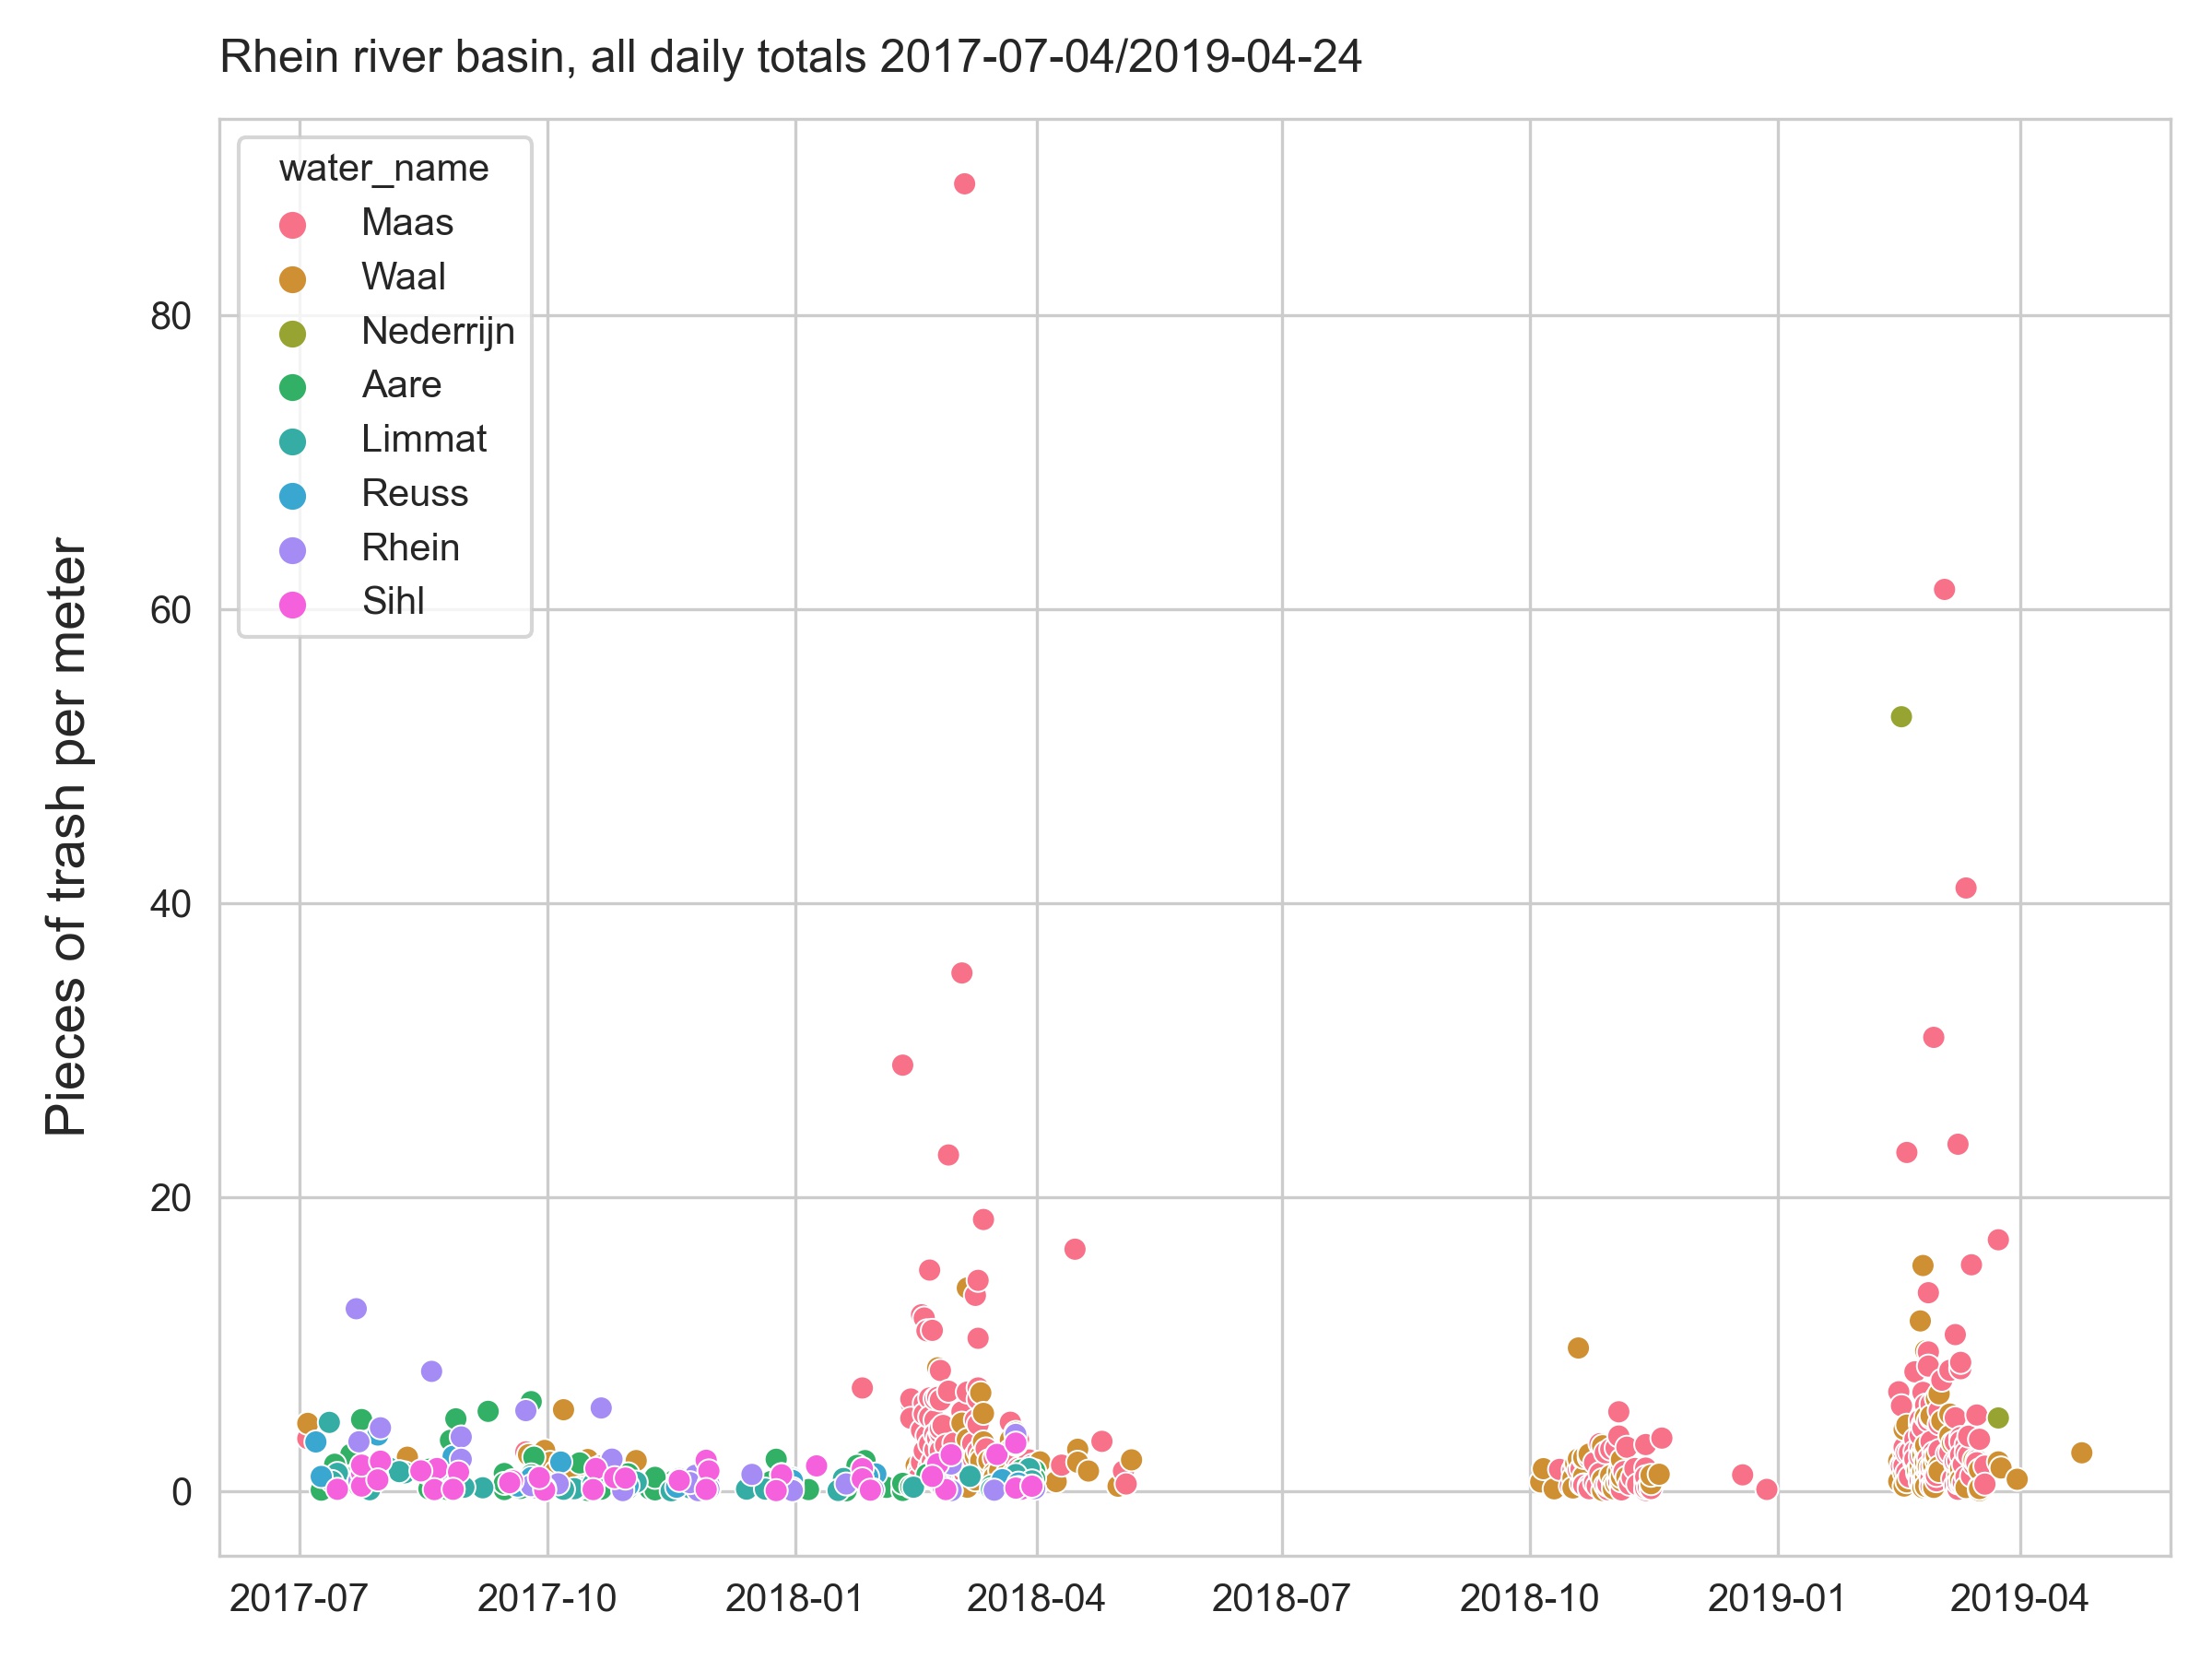 Rhein river basin, all daily totals 2017-07-04/2019-04-24
water_name
Maas
Waal
Nederrijn
Aare
Limmat
Reuss
Rhein
Sihl
Pieces of trash per meter
80
60
40
20
0
2017-07 2017-10 2018-01 2018-04 2018-07 2018-10 2019-01 2019-04